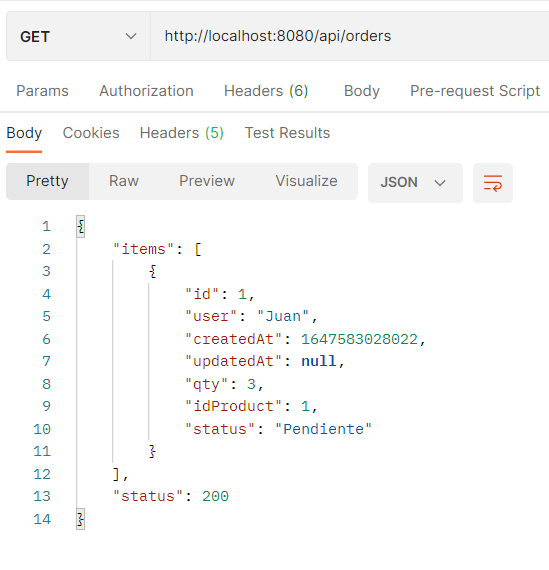 GET http://localhost:8080/api/orders
Params Authorization Headers (6) Body Pre-request Script
Body Cookies Headers (5) Test Results
Pretty Raw Preview Visualize JSON
1 {
2 "items": [
3 {
4 "id": 1,
5 "user": "Juan",
6 "createdAt": 1647583028022,
7 "updatedAt": null,
8 "qty": 3,
9 "idProduct": 1,
10 "status": "Pendiente"
11 }
12 ],
13 "status": 200
14 }